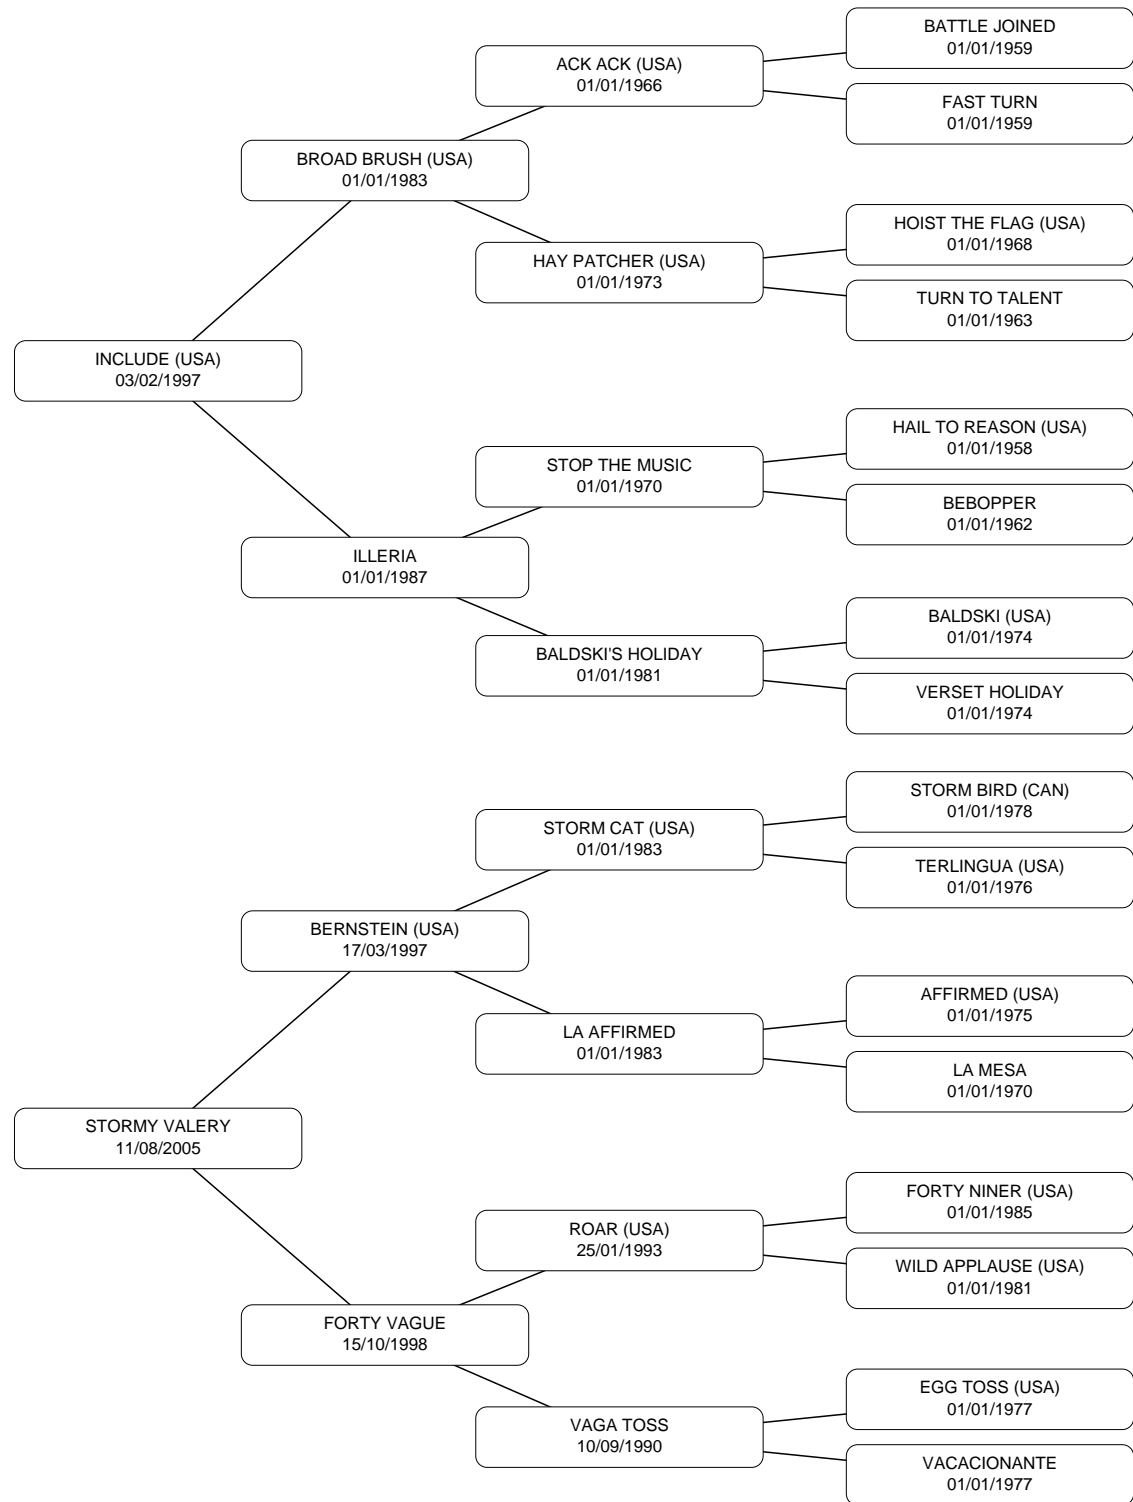 BATTLE JOINED
01/01/1959
ACK ACK (USA)
01/01/1966
FAST TURN
01/01/1959
BROAD BRUSH (USA)
01/01/1983
HOIST THE FLAG (USA)
01/01/1968
HAY PATCHER (USA)
01/01/1973
TURN TO TALENT
01/01/1963
INCLUDE (USA)
03/02/1997
HAIL TO REASON (USA)
01/01/1958
STOP THE MUSIC
01/01/1970
BEBOPPER
01/01/1962
ILLERIA
01/01/1987
BALDSKI (USA)
01/01/1974
BALDSKI'S HOLIDAY
01/01/1981
VERSET HOLIDAY
01/01/1974
STORM BIRD (CAN)
01/01/1978
STORM CAT (USA)
01/01/1983
TERLINGUA (USA)
01/01/1976
BERNSTEIN (USA)
17/03/1997
AFFIRMED (USA)
01/01/1975
LA AFFIRMED
01/01/1983
LA MESA
01/01/1970
STORMY VALERY
11/08/2005
FORTY NINER (USA)
01/01/1985
ROAR (USA)
25/01/1993
WILD APPLAUSE (USA)
01/01/1981
FORTY VAGUE
15/10/1998
EGG TOSS (USA)
01/01/1977
VAGA TOSS
10/09/1990
VACACIONANTE
01/01/1977